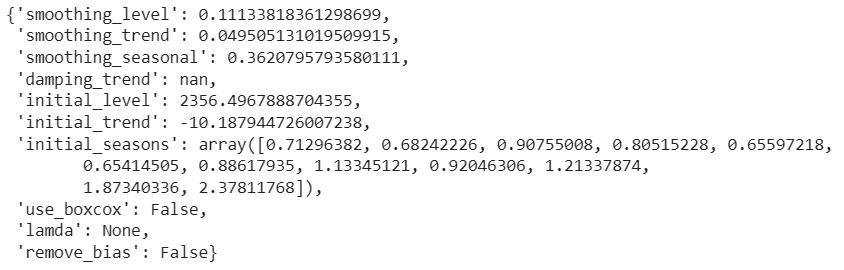 {'smoothing_level': 0.11133818361298699,
 'smoothing_trend': 0.049505131019509915,
 'smoothing_seasonal': 0.3620795793580111,
 'damping_trend': nan,
 'initial_level': 2356.4967888704355,
 'initial_trend': -10.187944726007238,
 'initial_seasons': array([0.71296382, 0.68242226, 0.90755008, 0.80515228, 0.65597218,
        0.65414505, 0.88617935, 1.13345121, 0.92046306, 1.21337874,
        1.87340336, 2.37811768]),
 'use_boxcox': False,
 'lamda': None,
 'remove_bias': False}